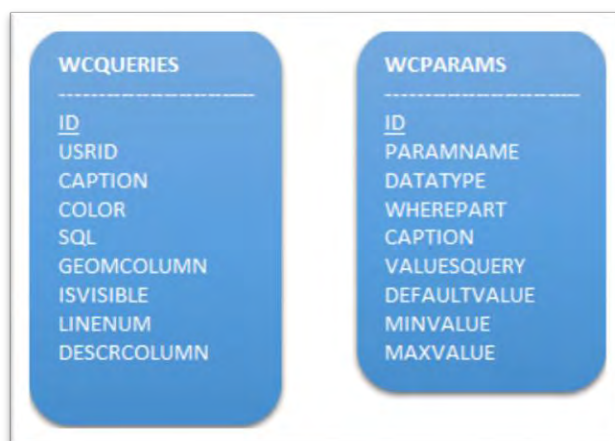 WCQUERIES
----------------------------
ID
USRID
CAPTION
COLOR
SQL
GEOMCOLUMN
ISVISIBLE
LINENUM
DESCRCOLUMN
WCPARAMS
----------------------------
ID
PARAMNAME
DATATYPE
WHEREPART
CAPTION
VALUESQUERY
DEFAULTVALUE
MINVALUE
MAXVALUE